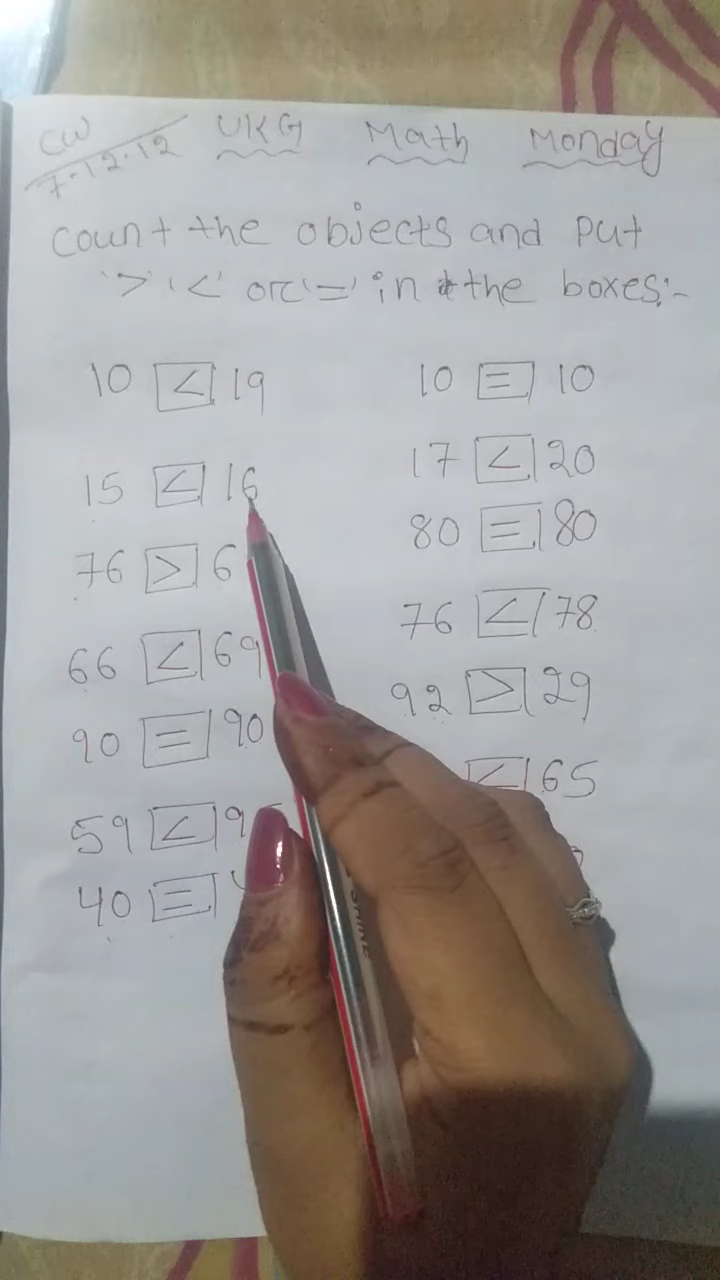 CW UKG Math Monday
7.12.12
Count the objects and put
'>' '<' or '=' in the boxes:-
10 < 19 10 = 10
15 < 16 17 < 20
76 > 6 80 = 80
66 < 69 76 < 78
90 = 90 92 > 29
59 < 9 < 65
40 =
SHINE